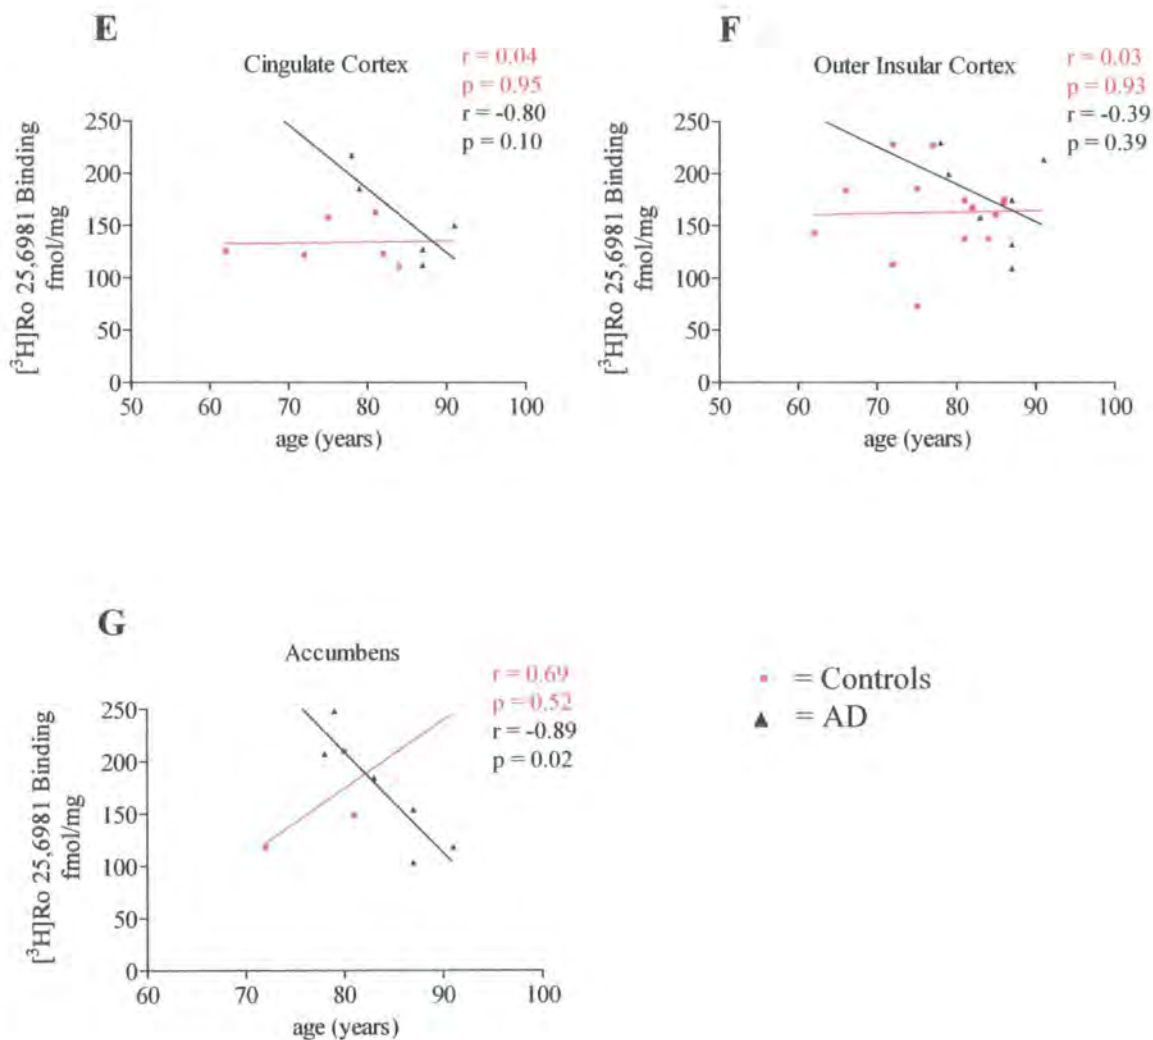 E
Cingulate Cortex
r = 0.04
p = 0.95
r = -0.80
p = 0.10
[³H]Ro 25,6981 Binding
fmol/mg
250
200
150
100
50
0
50 60 70 80 90 100
age (years)
F
Outer Insular Cortex
r = 0.03
p = 0.93
r = -0.39
p = 0.39
[³H]Ro 25,6981 Binding
fmol/mg
250
200
150
100
50
0
50 60 70 80 90 100
age (years)
G
Accumbens
r = 0.69
p = 0.52
r = -0.89
p = 0.02
[³H]Ro 25,6981 Binding
fmol/mg
250
200
150
100
50
0
60 70 80 90 100
age (years)
= Controls
= AD